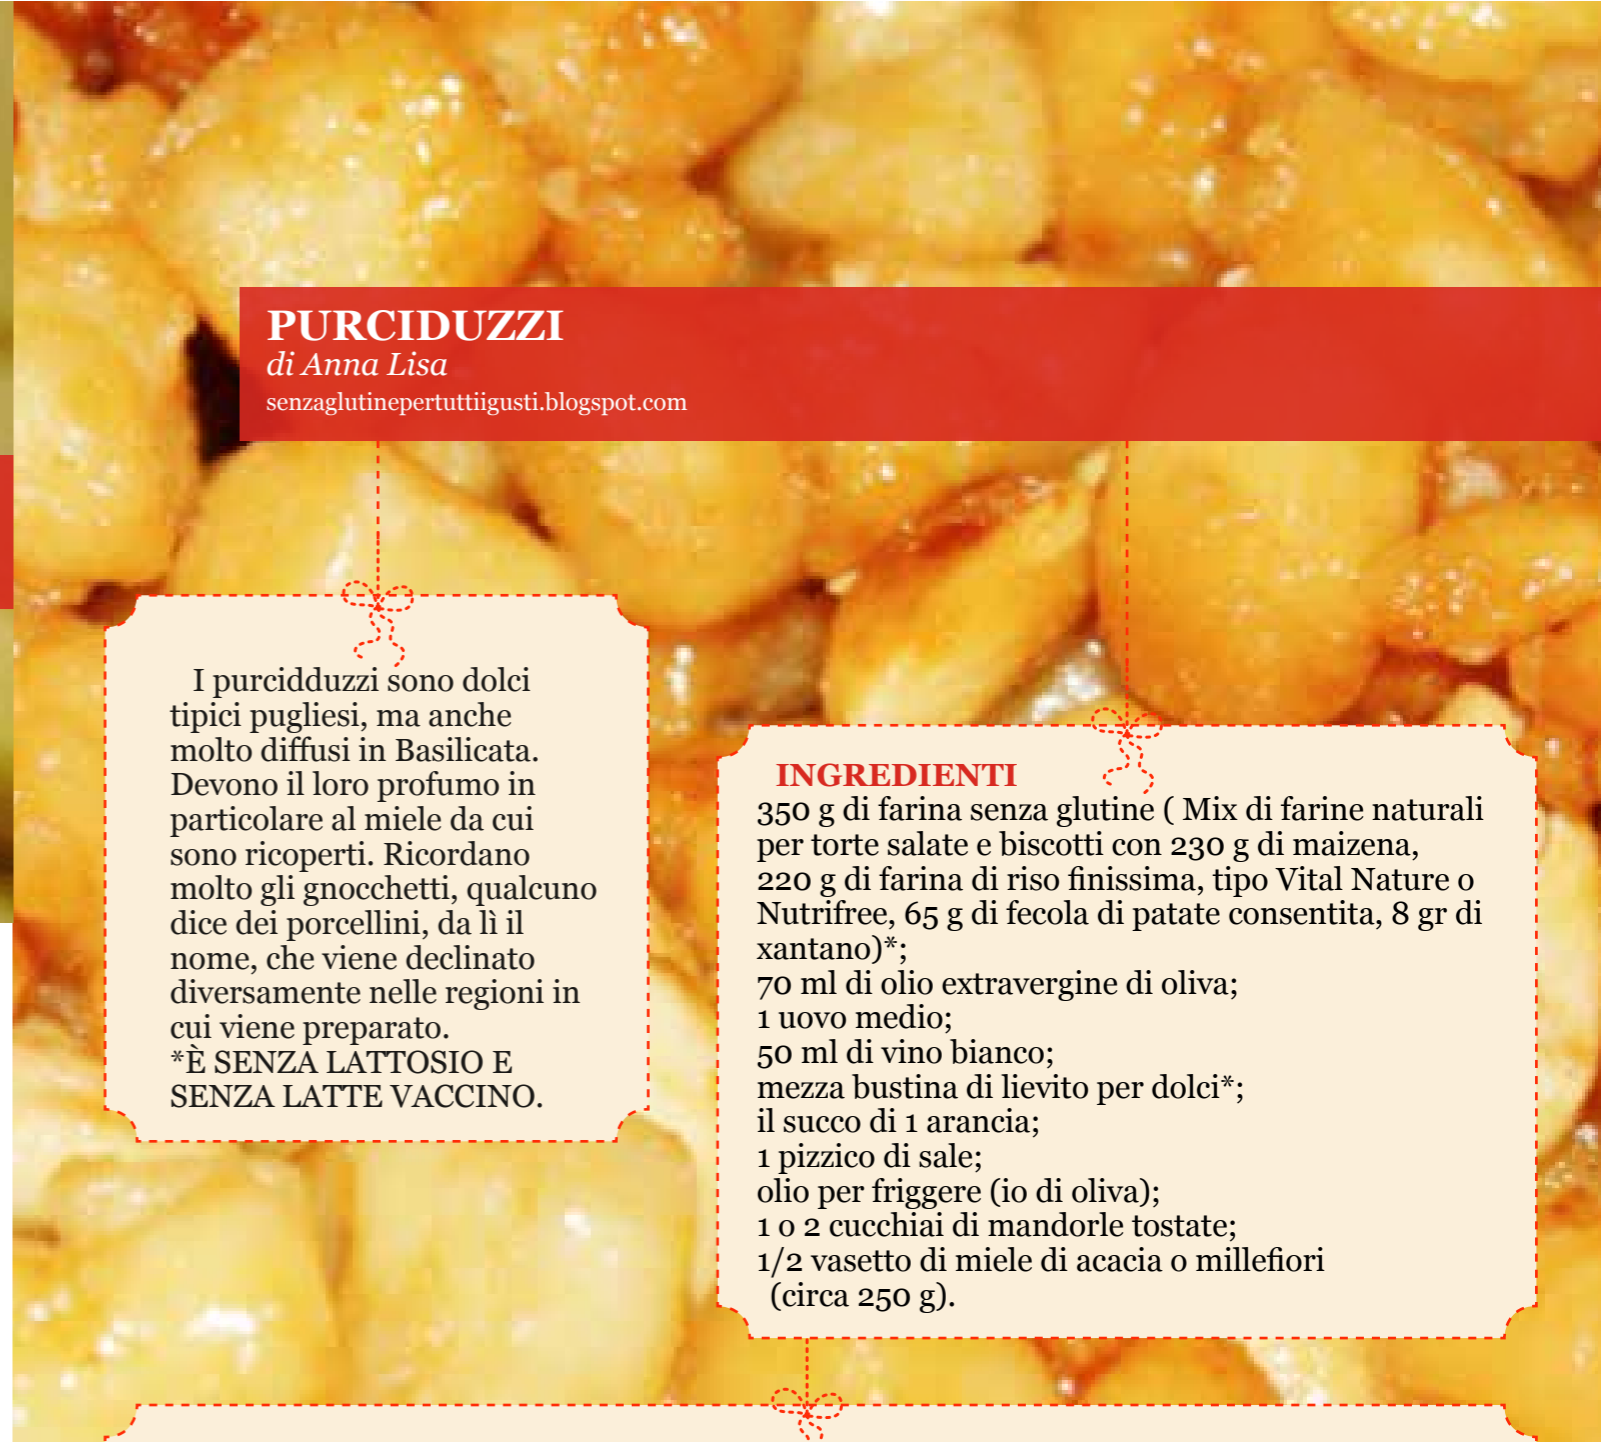 PURCIDUZZI
di Anna Lisa
senzaglutinepertuttiigusti.blogspot.com
I purcidduzzi sono dolci
tipici pugliesi, ma anche
molto diffusi in Basilicata.
Devono il loro profumo in
particolare al miele da cui
sono ricoperti. Ricordano
molto gli gnocchetti, qualcuno
dice dei porcellini, da lì il
nome, che viene declinato
diversamente nelle regioni in
cui viene preparato.
*È SENZA LATTOSIO E
SENZA LATTE VACCINO.
INGREDIENTI
350 g di farina senza glutine ( Mix di farine naturali
per torte salate e biscotti con 230 g di maizena,
220 g di farina di riso finissima, tipo Vital Nature o
Nutrifree, 65 g di fecola di patate consentita, 8 gr di
xantano)*;
70 ml di olio extravergine di oliva;
1 uovo medio;
50 ml di vino bianco;
mezza bustina di lievito per dolci*;
il succo di 1 arancia;
1 pizzico di sale;
olio per friggere (io di oliva);
1 o 2 cucchiai di mandorle tostate;
1/2 vasetto di miele di acacia o millefiori
(circa 250 g).